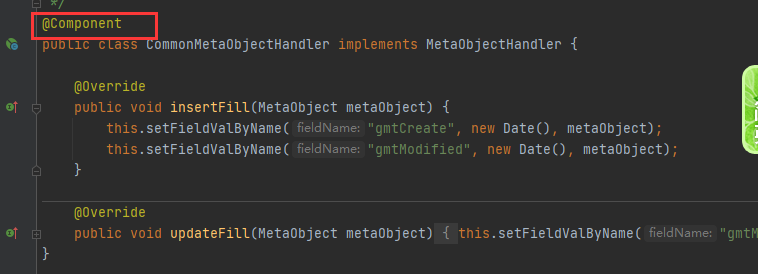 */
@Component
public class CommonMetaObjectHandler implements MetaObjectHandler {
@Override
public void insertFill(MetaObject metaObject) {
this.setFieldValByName( fieldName: "gmtCreate", new Date(), metaObject);
this.setFieldValByName( fieldName: "gmtModified", new Date(), metaObject);
}
@Override
public void updateFill(MetaObject metaObject) { this.setFieldValByName( fieldName: "gmtM
}